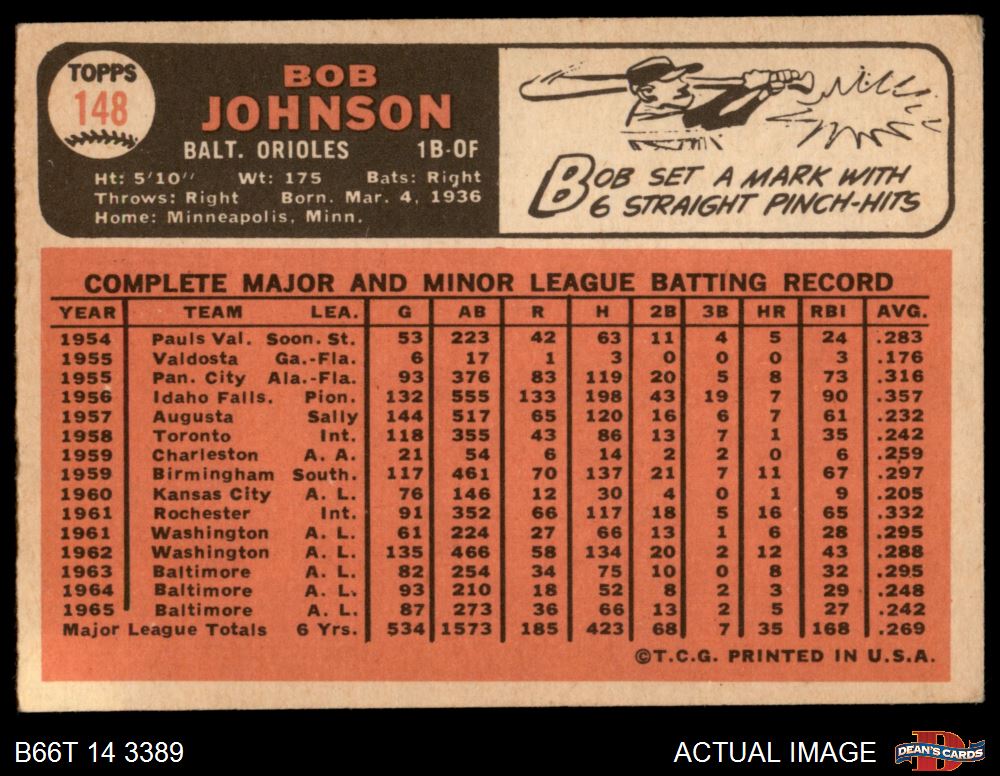 TOPPS
148
BOB
JOHNSON
BALT. ORIOLES 1B-OF
Ht: 5'10" Wt: 175 Bats: Right
Throws: Right Born. Mar. 4, 1936
Home: Minneapolis, Minn.
BOB SET A MARK WITH
6 STRAIGHT PINCH-HITS
COMPLETE MAJOR AND MINOR LEAGUE BATTING RECORD
YEAR TEAM LEA. G AB R H 2B 3B HR RBI AVG.
1954 Pauls Val. Soon. St. 53 223 42 63 11 4 5 24 .283
1955 Valdosta Ga.-Fla. 6 17 1 3 0 0 0 3 .176
1955 Pan. City Ala.-Fla. 93 376 83 119 20 5 8 73 .316
1956 Idaho Falls. Pion. 132 555 133 198 43 19 7 90 .357
1957 Augusta Sally 144 517 65 120 16 6 7 61 .232
1958 Toronto Int. 118 355 43 86 13 7 1 35 .242
1959 Charleston A. A. 21 54 6 14 2 2 0 6 .259
1959 Birmingham South. 117 461 70 137 21 7 11 67 .297
1960 Kansas City A. L. 76 146 12 30 4 0 1 9 .205
1961 Rochester Int. 91 352 66 117 18 5 16 65 .332
1961 Washington A. L. 61 224 27 66 13 1 6 28 .295
1962 Washington A. L. 135 466 58 134 20 2 12 43 .288
1963 Baltimore A. L. 82 254 34 75 10 0 8 32 .295
1964 Baltimore A. L. 93 210 18 52 8 2 3 29 .248
1965 Baltimore A. L. 87 273 36 66 13 2 5 27 .242
Major League Totals 6 Yrs. 534 1573 185 423 68 7 35 168 .269
©T.C.G. PRINTED IN U.S.A.
B66T 14 3389
ACTUAL IMAGE
DEAN'S CARDS